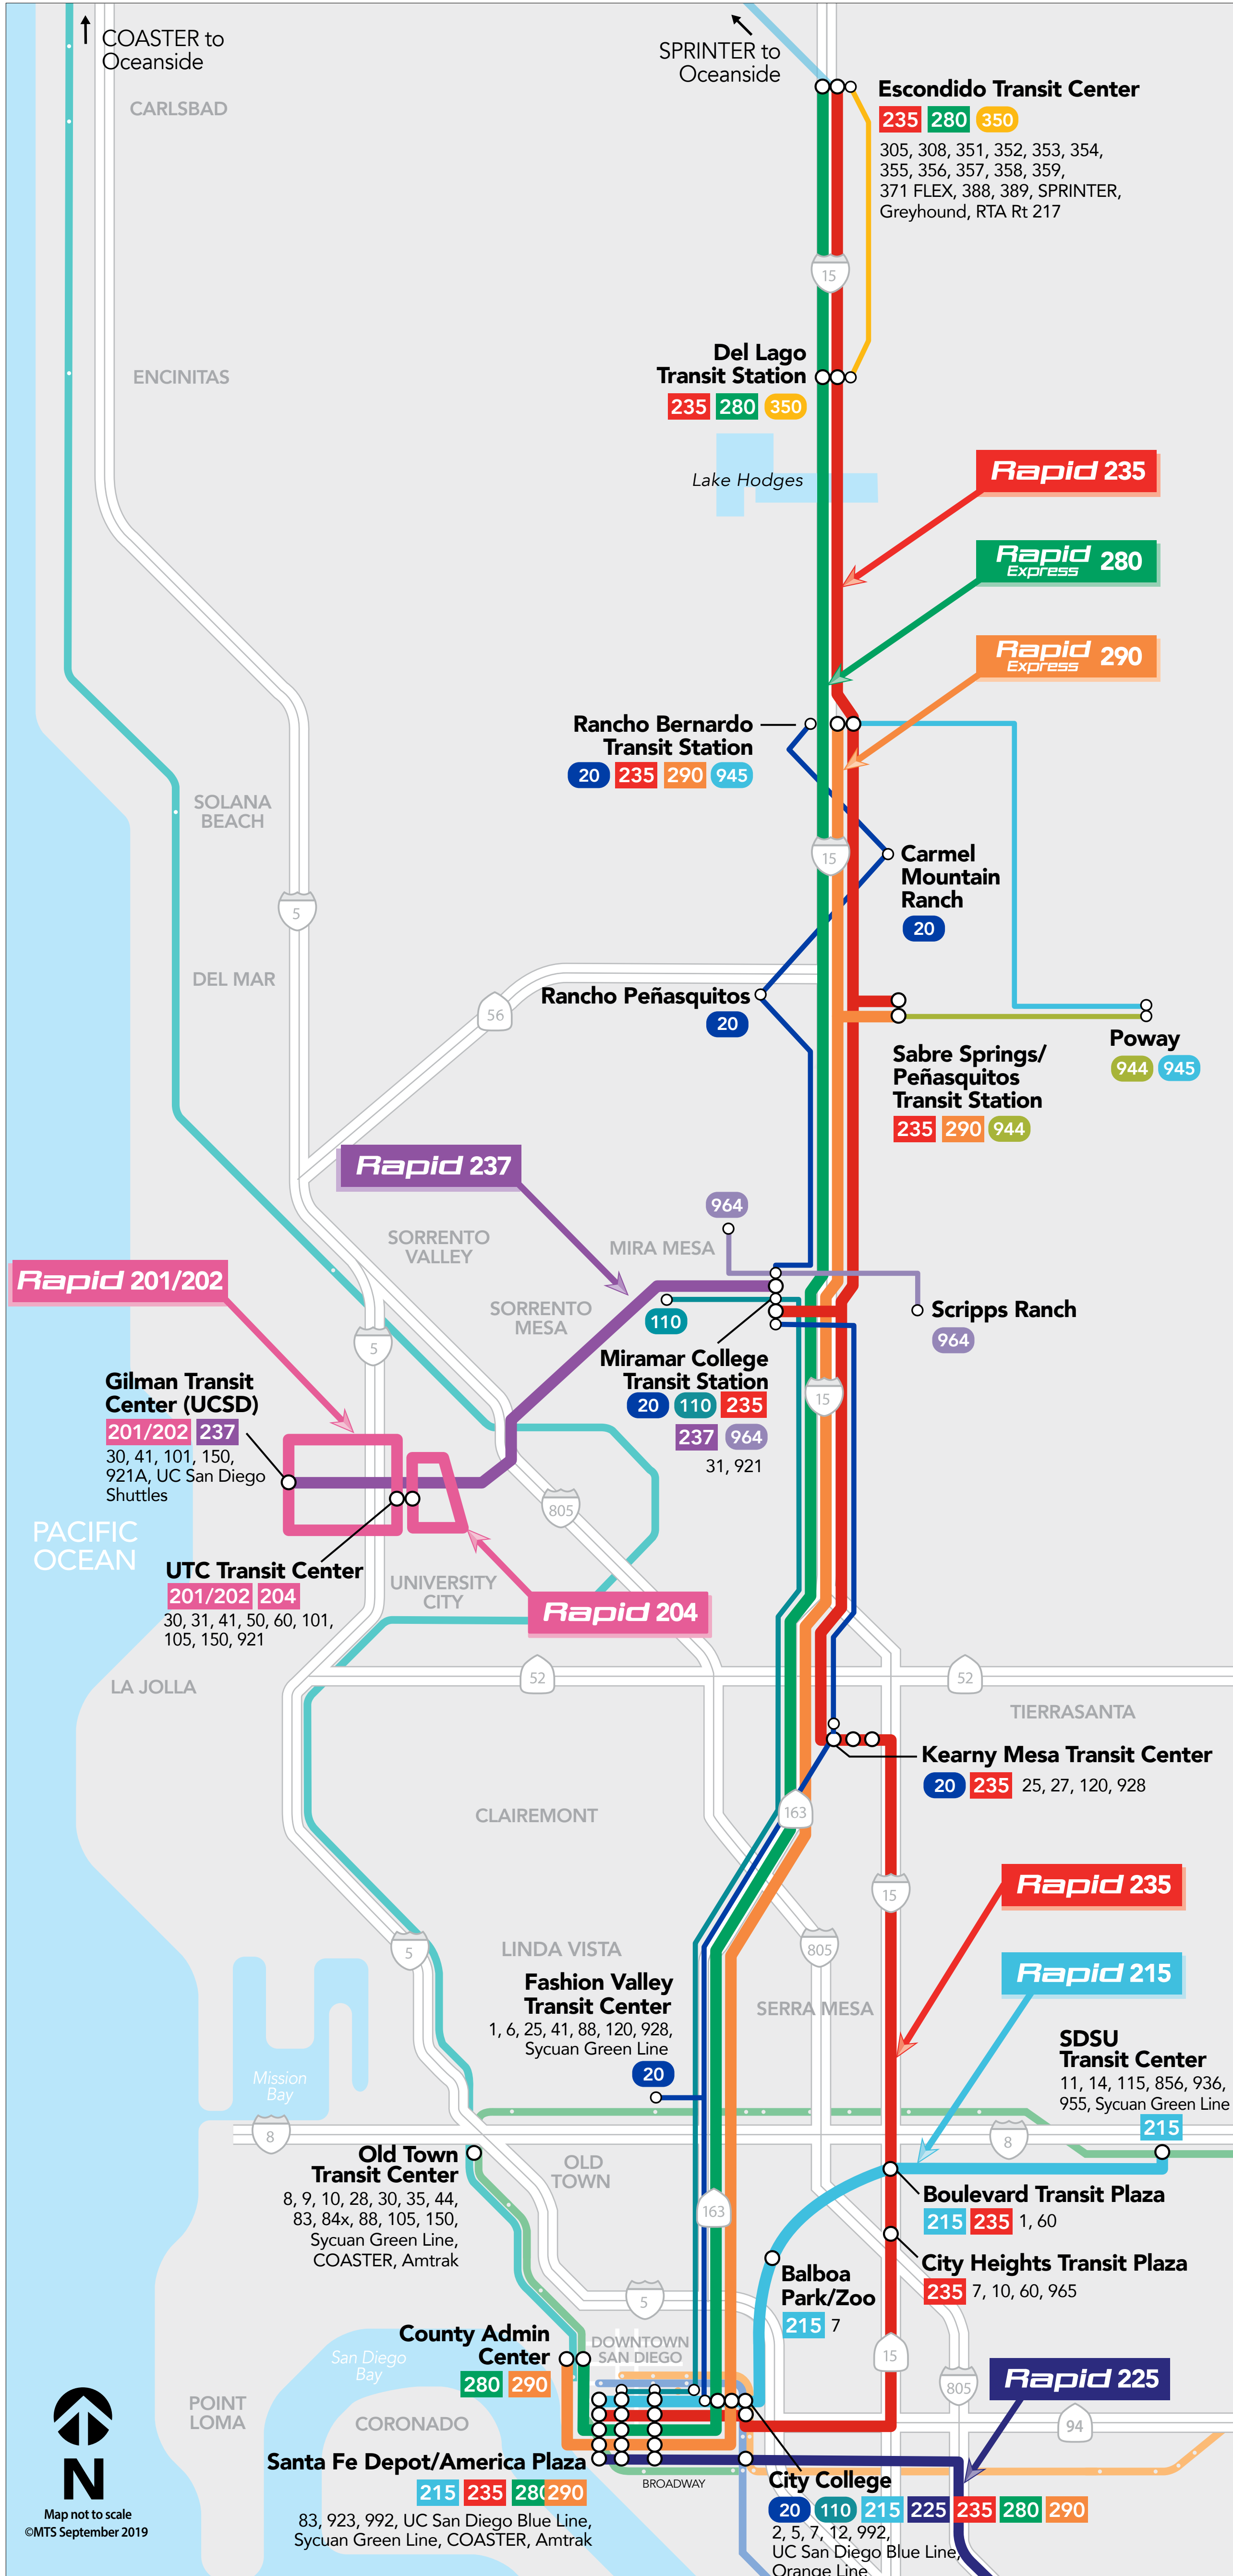 COASTER to
Oceanside
SPRINTER to
Oceanside
CARLSBAD
Escondido Transit Center
235 280 350
305, 308, 351, 352, 353, 354,
355, 356, 357, 358, 359,
371 FLEX, 388, 389, SPRINTER,
Greyhound, RTA Rt 217
15
Del Lago
Transit Station
235 280 350
ENCINITAS
Lake Hodges
Rapid 235
Rapid Express 280
Rapid Express 290
Rancho Bernardo
Transit Station
20 235 290 945
SOLANA
BEACH
15
Carmel
Mountain
Ranch
20
5
DEL MAR
Rancho Peñasquitos
20
56
Poway
944 945
Sabre Springs/
Peñasquitos
Transit Station
235 290 944
Rapid 237
964
SORRENTO
VALLEY
MIRA MESA
Rapid 201/202
SORRENTO
MESA
110
Scripps Ranch
964
5
Miramar College
Transit Station
20 110 235
237 964
31, 921
15
Gilman Transit
Center (UCSD)
201/202 237
30, 41, 101, 150,
921A, UC San Diego
Shuttles
805
PACIFIC
OCEAN
UTC Transit Center
201/202 204
30, 31, 41, 50, 60, 101,
105, 150, 921
UNIVERSITY
CITY
Rapid 204
LA JOLLA
52
52
TIERRASANTA
Kearny Mesa Transit Center
20 235 25, 27, 120, 928
CLAIREMONT
163
Rapid 235
15
5
805
LINDA VISTA
Rapid 215
Fashion Valley
Transit Center
1, 6, 25, 41, 88, 120, 928,
Sycuan Green Line
20
SERRA MESA
SDSU
Transit Center
11, 14, 115, 856, 936,
955, Sycuan Green Line
215
Mission
Bay
8
8
Old Town
Transit Center
8, 9, 10, 28, 30, 35, 44,
83, 84x, 88, 105, 150,
Sycuan Green Line,
COASTER, Amtrak
OLD
TOWN
163
Boulevard Transit Plaza
215 235 1, 60
City Heights Transit Plaza
235 7, 10, 60, 965
Balboa
Park/Zoo
215 7
5
County Admin
Center
280 290
DOWNTOWN
SAN DIEGO
San Diego
Bay
15
805
Rapid 225
POINT
LOMA
CORONADO
94
Santa Fe Depot/America Plaza
215 235 280 290
83, 923, 992, UC San Diego Blue Line,
Sycuan Green Line, COASTER, Amtrak
BROADWAY
City College
20 110 215 225 235 280 290
2, 5, 7, 12, 992,
UC San Diego Blue Line,
Orange Line
N
Map not to scale
©MTS September 2019